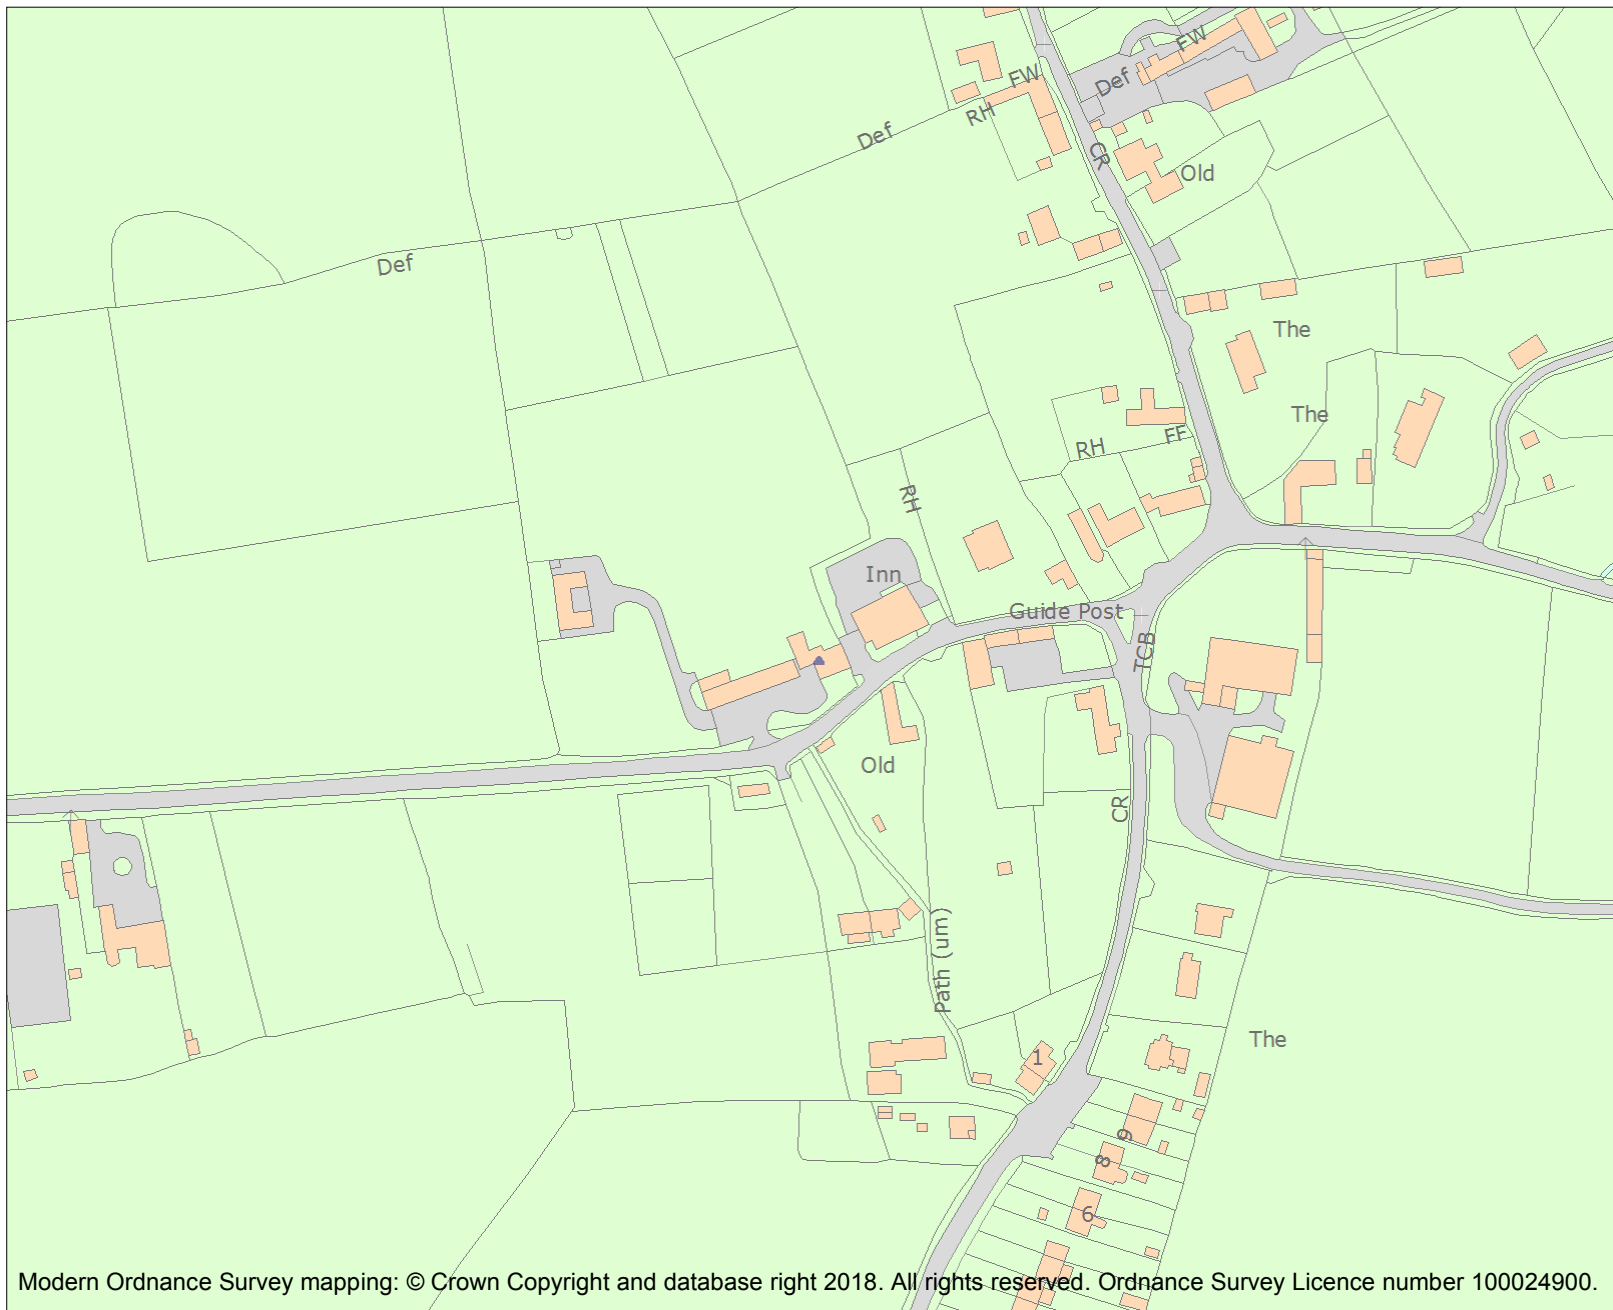 FW
FW
Def
RH
Def
CR
Old
Def
The
The
FF
RH
RH
Inn
Guide Post
TCB
Old
CR
Path (um)
The
1
9
8
6
Modern Ordnance Survey mapping: © Crown Copyright and database right 2018. All rights reserved. Ordnance Survey Licence number 100024900.